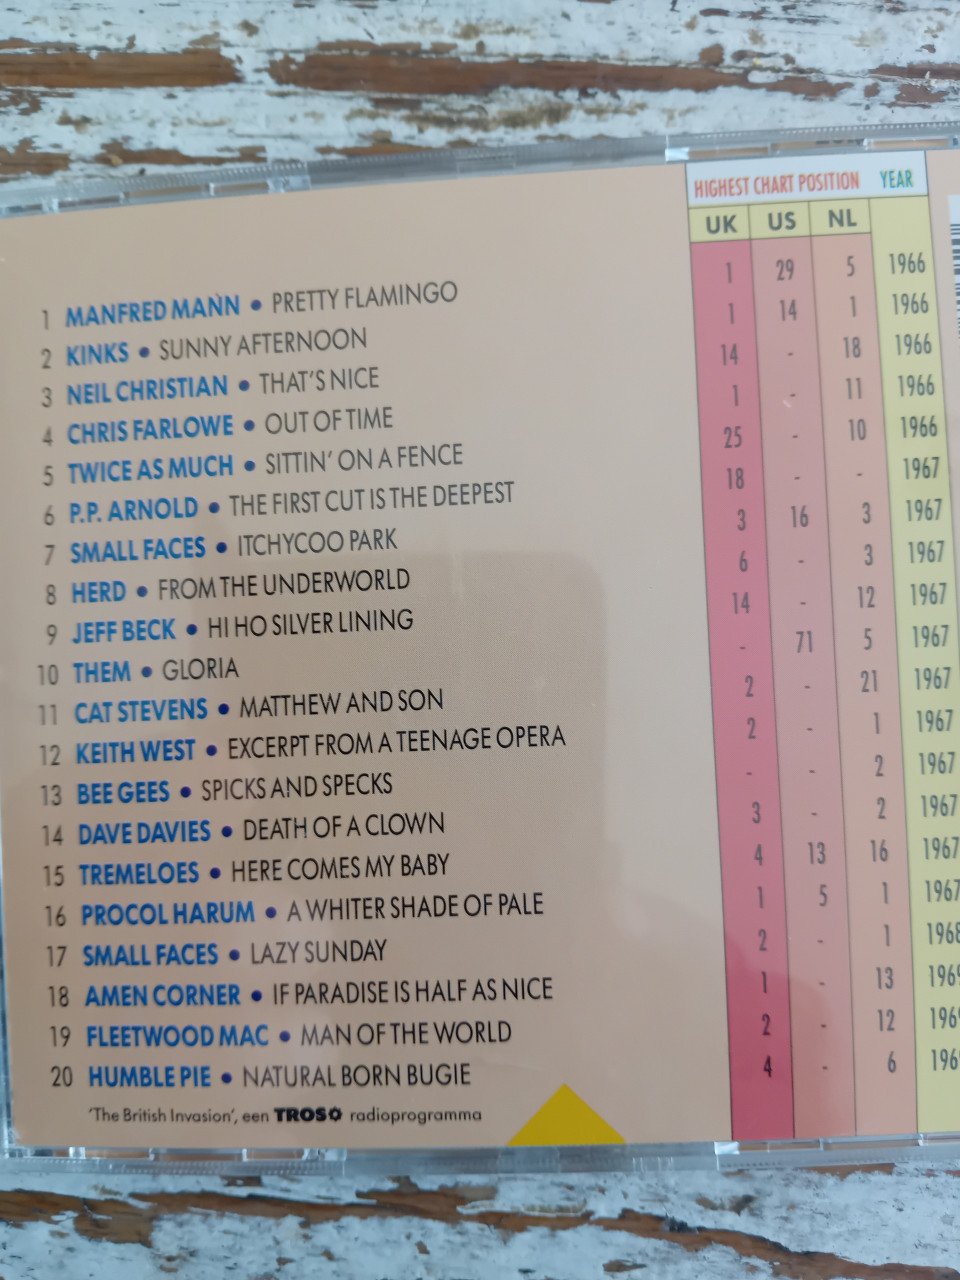 HIGHEST CHART POSITION YEAR
UK US NL
1 MANFRED MANN • PRETTY FLAMINGO 1 29 5 1966
2 KINKS • SUNNY AFTERNOON 1 14 1 1966
3 NEIL CHRISTIAN • THAT'S NICE 14 - 18 1966
4 CHRIS FARLOWE • OUT OF TIME 1 - 11 1966
5 TWICE AS MUCH • SITTIN' ON A FENCE 25 - 10 1966
6 P.P. ARNOLD • THE FIRST CUT IS THE DEEPEST 18 - - 1967
7 SMALL FACES • ITCHYCOO PARK 3 16 3 1967
8 HERD • FROM THE UNDERWORLD 6 - 3 1967
9 JEFF BECK • HI HO SILVER LINING 14 - 12 1967
10 THEM • GLORIA - 71 5 1967
11 CAT STEVENS • MATTHEW AND SON 2 - 21 1967
12 KEITH WEST • EXCERPT FROM A TEENAGE OPERA 2 - 1 1967
13 BEE GEES • SPICKS AND SPECKS - - 2 1967
14 DAVE DAVIES • DEATH OF A CLOWN 3 - 2 1967
15 TREMELOES • HERE COMES MY BABY 4 13 16 1967
16 PROCOL HARUM • A WHITER SHADE OF PALE 1 5 1 1967
17 SMALL FACES • LAZY SUNDAY 2 - 1 1968
18 AMEN CORNER • IF PARADISE IS HALF AS NICE 1 - 13 1969
19 FLEETWOOD MAC • MAN OF THE WORLD 2 - 12 196
20 HUMBLE PIE • NATURAL BORN BUGIE 4 - 6 196
'The British Invasion', een TROS radioprogramma